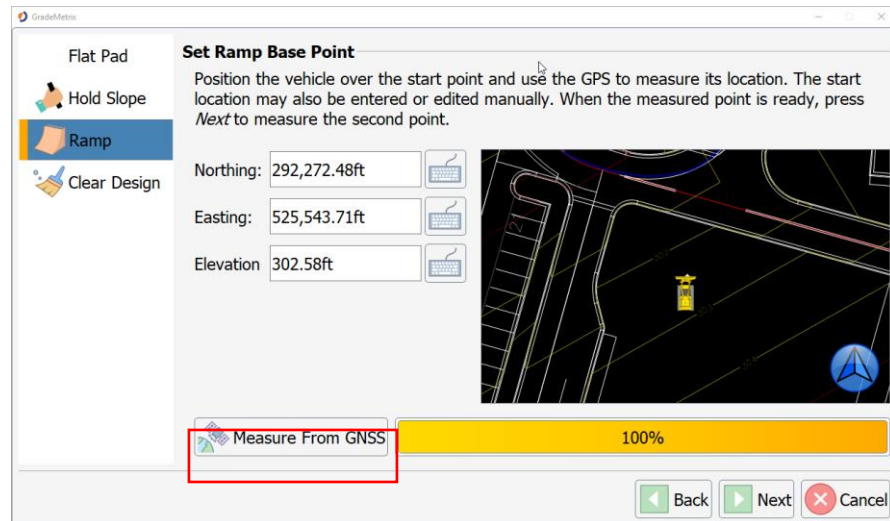 GradeMetrix
Flat Pad
Hold Slope
Ramp
Clear Design
Set Ramp Base Point
Position the vehicle over the start point and use the GPS to measure its location. The start
location may also be entered or edited manually. When the measured point is ready, press
Next to measure the second point.
Northing: 292,272.48ft
Easting: 525,543.71ft
Elevation 302.58ft
Measure From GNSS
100%
Back
Next
Cancel